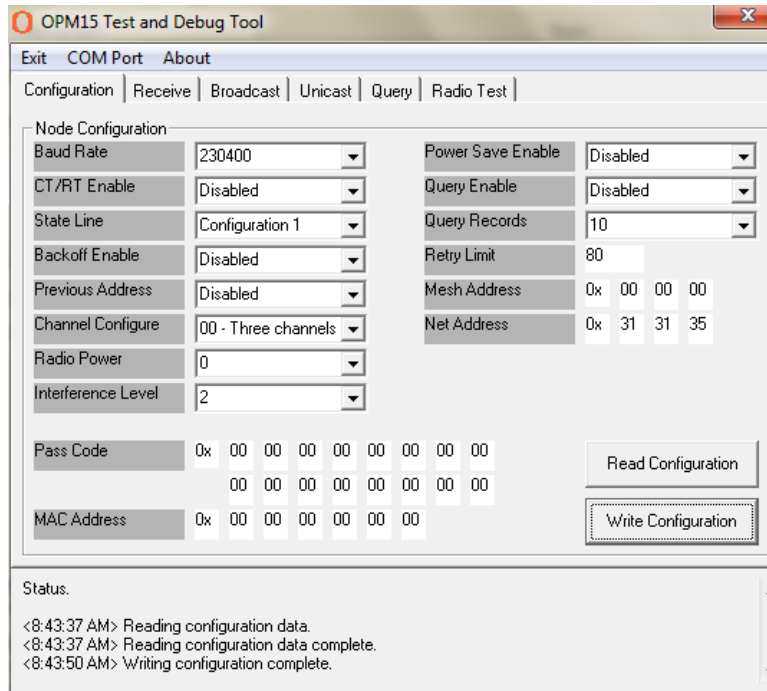 OPM15 Test and Debug Tool
Exit COM Port About
Configuration Receive Broadcast Unicast Query Radio Test
Node Configuration
Baud Rate 230400 Power Save Enable Disabled
CT/RT Enable Disabled Query Enable Disabled
State Line Configuration 1 Query Records 10
Backoff Enable Disabled Retry Limit 80
Previous Address Disabled Mesh Address 0x 00 00 00
Channel Configure 00 - Three channels Net Address 0x 31 31 35
Radio Power 0
Interference Level 2
Pass Code 0x 00 00 00 00 00 00 00 00
00 00 00 00 00 00 00 00
Read Configuration
MAC Address 0x 00 00 00 00 00 00
Write Configuration
Status.
<8:43:37 AM> Reading configuration data.
<8:43:37 AM> Reading configuration data complete.
<8:43:50 AM> Writing configuration complete.